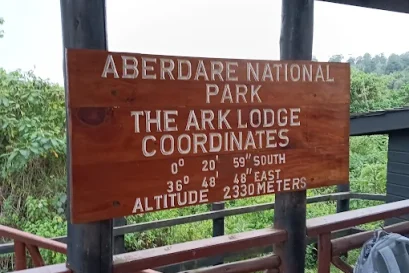 ABERDARE NATIONAL
PARK
THE ARK LODGE
COORDINATES
0° 20' 59" SOUTH
36° 48' 48" EAST
ALTITUDE 2330 METERS